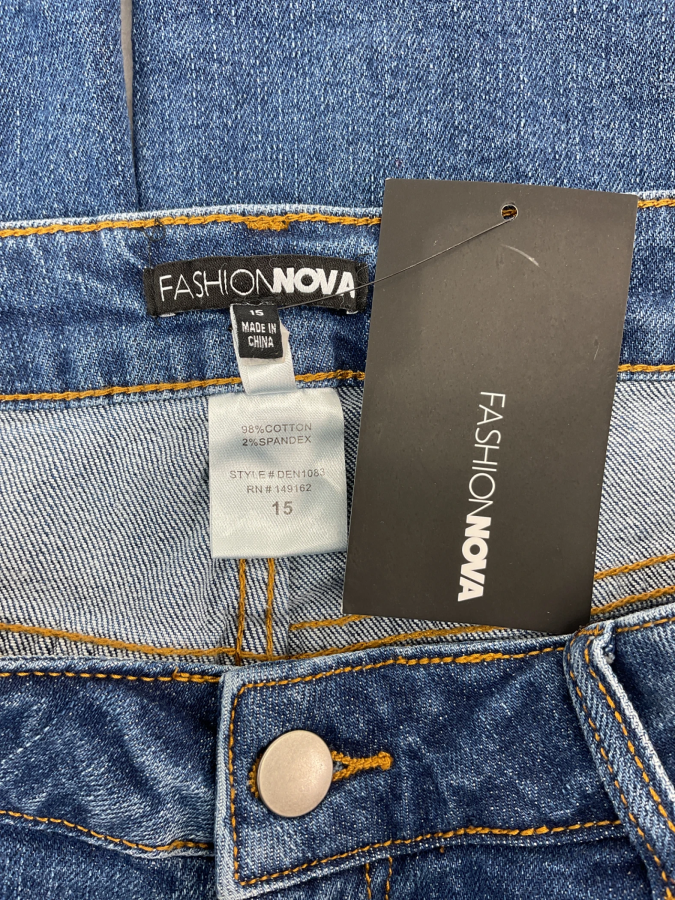 FASHIONNOVA
15
MADE IN
CHINA
98%COTTON
2%SPANDEX
STYLE # DEN1083
RN # 149162
15
FASHIONNOVA